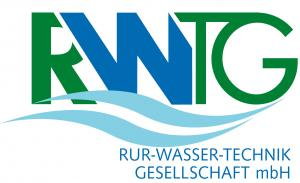 RWTG
RUR-WASSER-TECHNIK
GESELLSCHAFT mbH